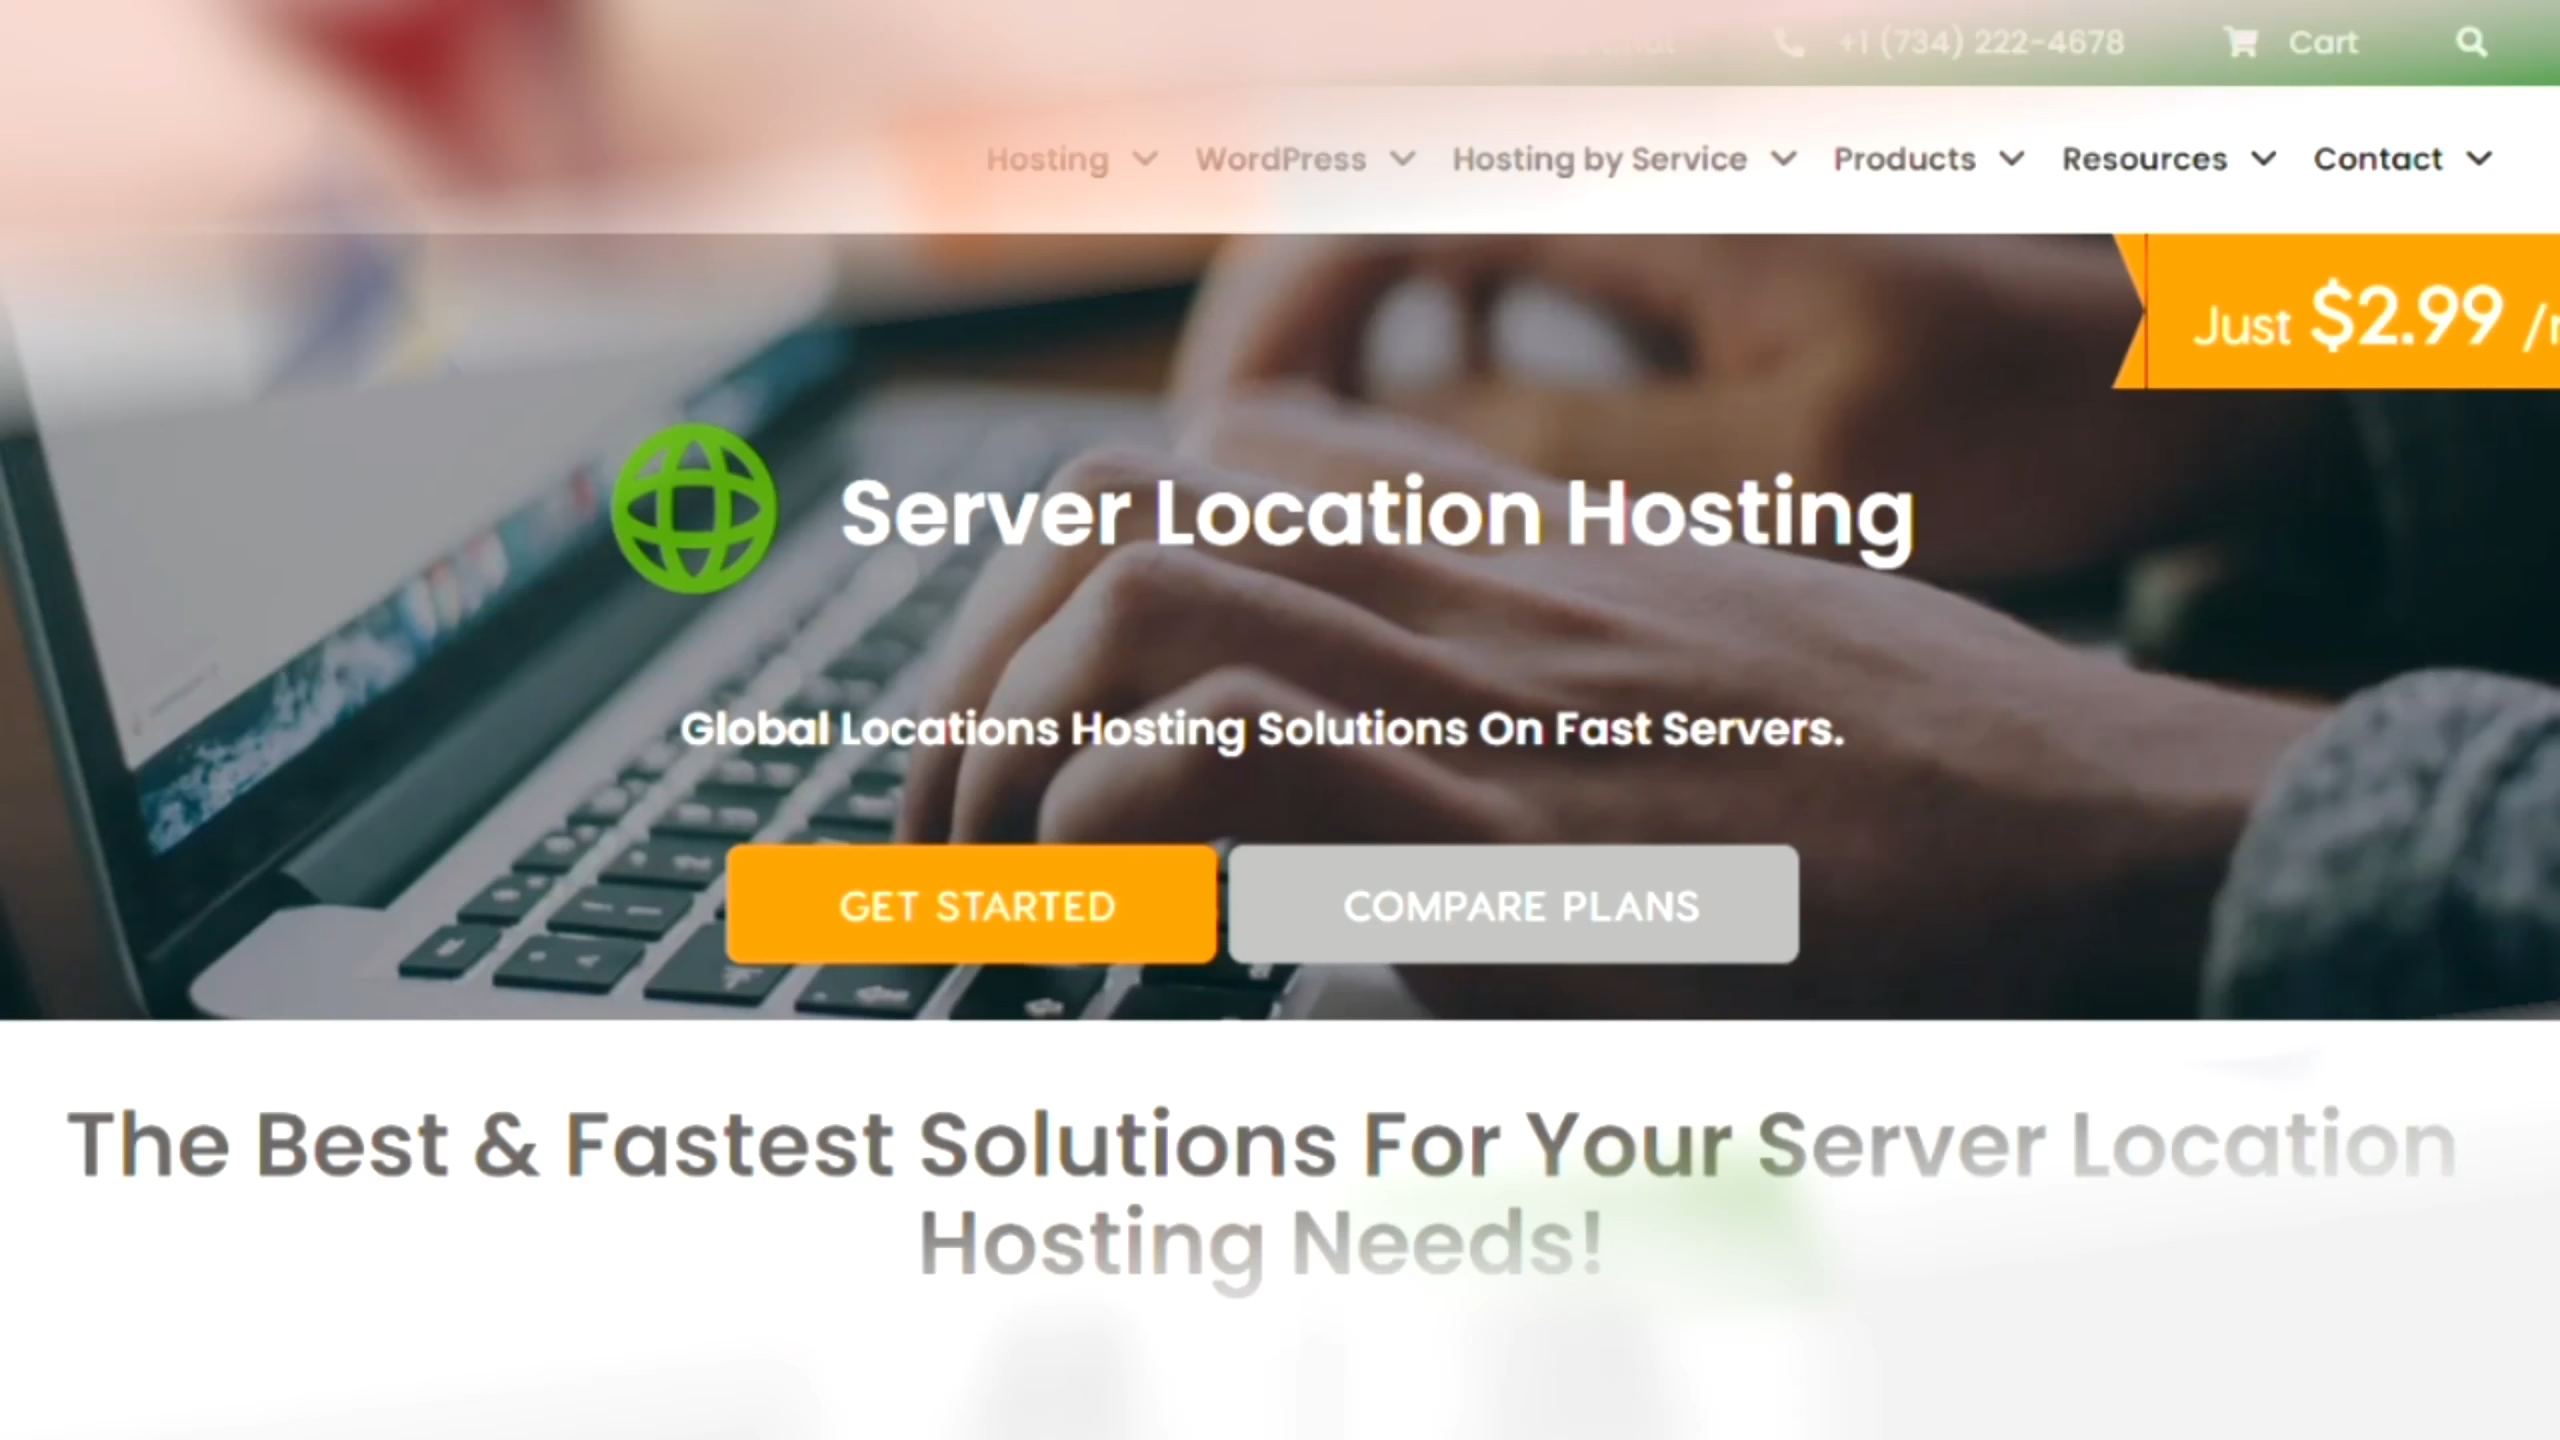 +1 (734) 222-4678 Cart
Hosting WordPress Hosting by Service Products Resources Contact
Just $2.99
Server Location Hosting
Global Locations Hosting Solutions On Fast Servers.
GET STARTED COMPARE PLANS
The Best & Fastest Solutions For Your Server Location
Hosting Needs!